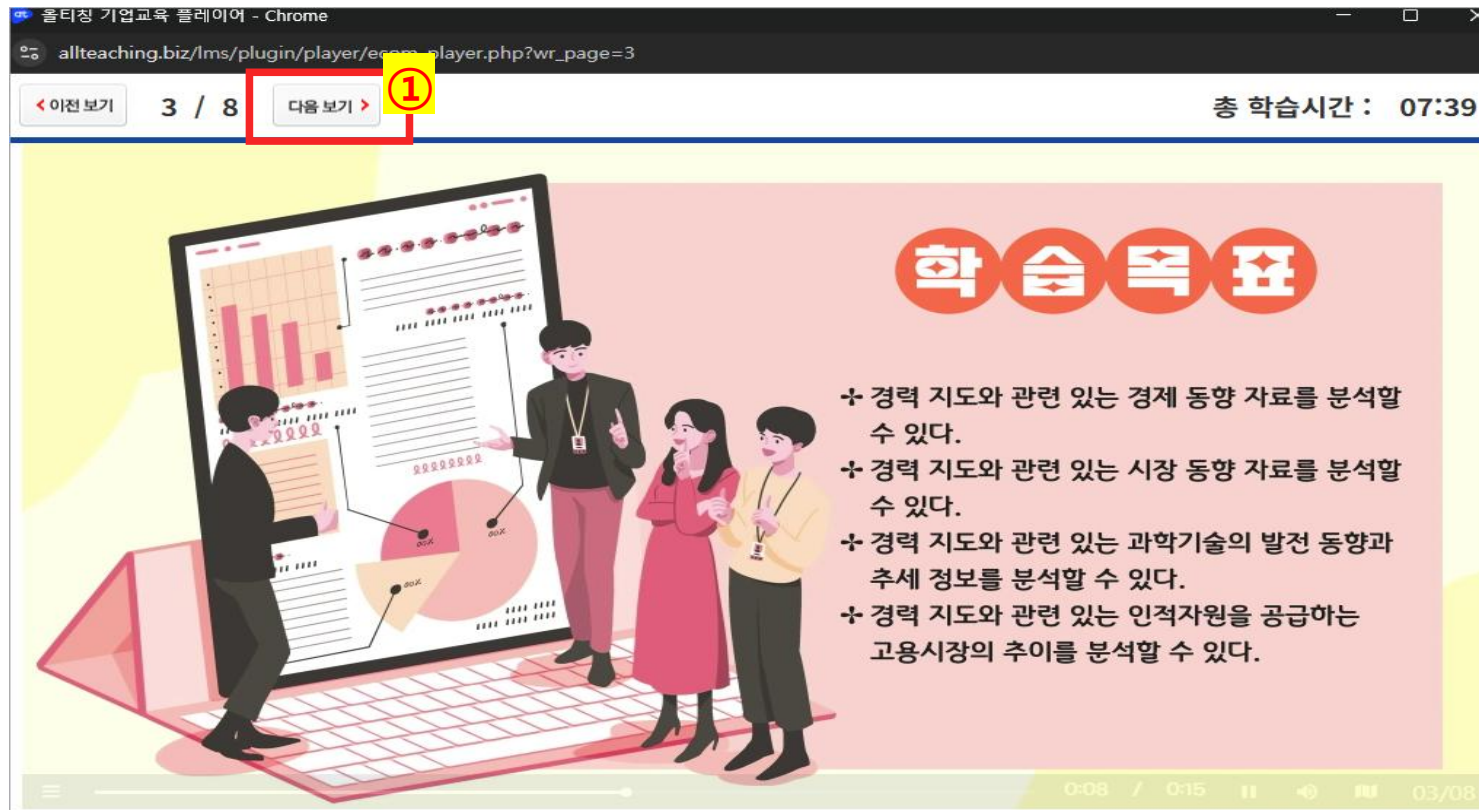 올티칭 기업교육 플레이어 - Chrome
allteaching.biz/lms/plugin/player/ecom_player.php?wr_page=3
이전 보기 3 / 8 다음 보기 ① 총 학습시간 : 07:39
학습목표
경력 지도와 관련 있는 경제 동향 자료를 분석할
수 있다.
경력 지도와 관련 있는 시장 동향 자료를 분석할
수 있다.
경력 지도와 관련 있는 과학기술의 발전 동향과
추세 정보를 분석할 수 있다.
경력 지도와 관련 있는 인적자원을 공급하는
고용시장의 추이를 분석할 수 있다.
0:08 / 0:15 03/08